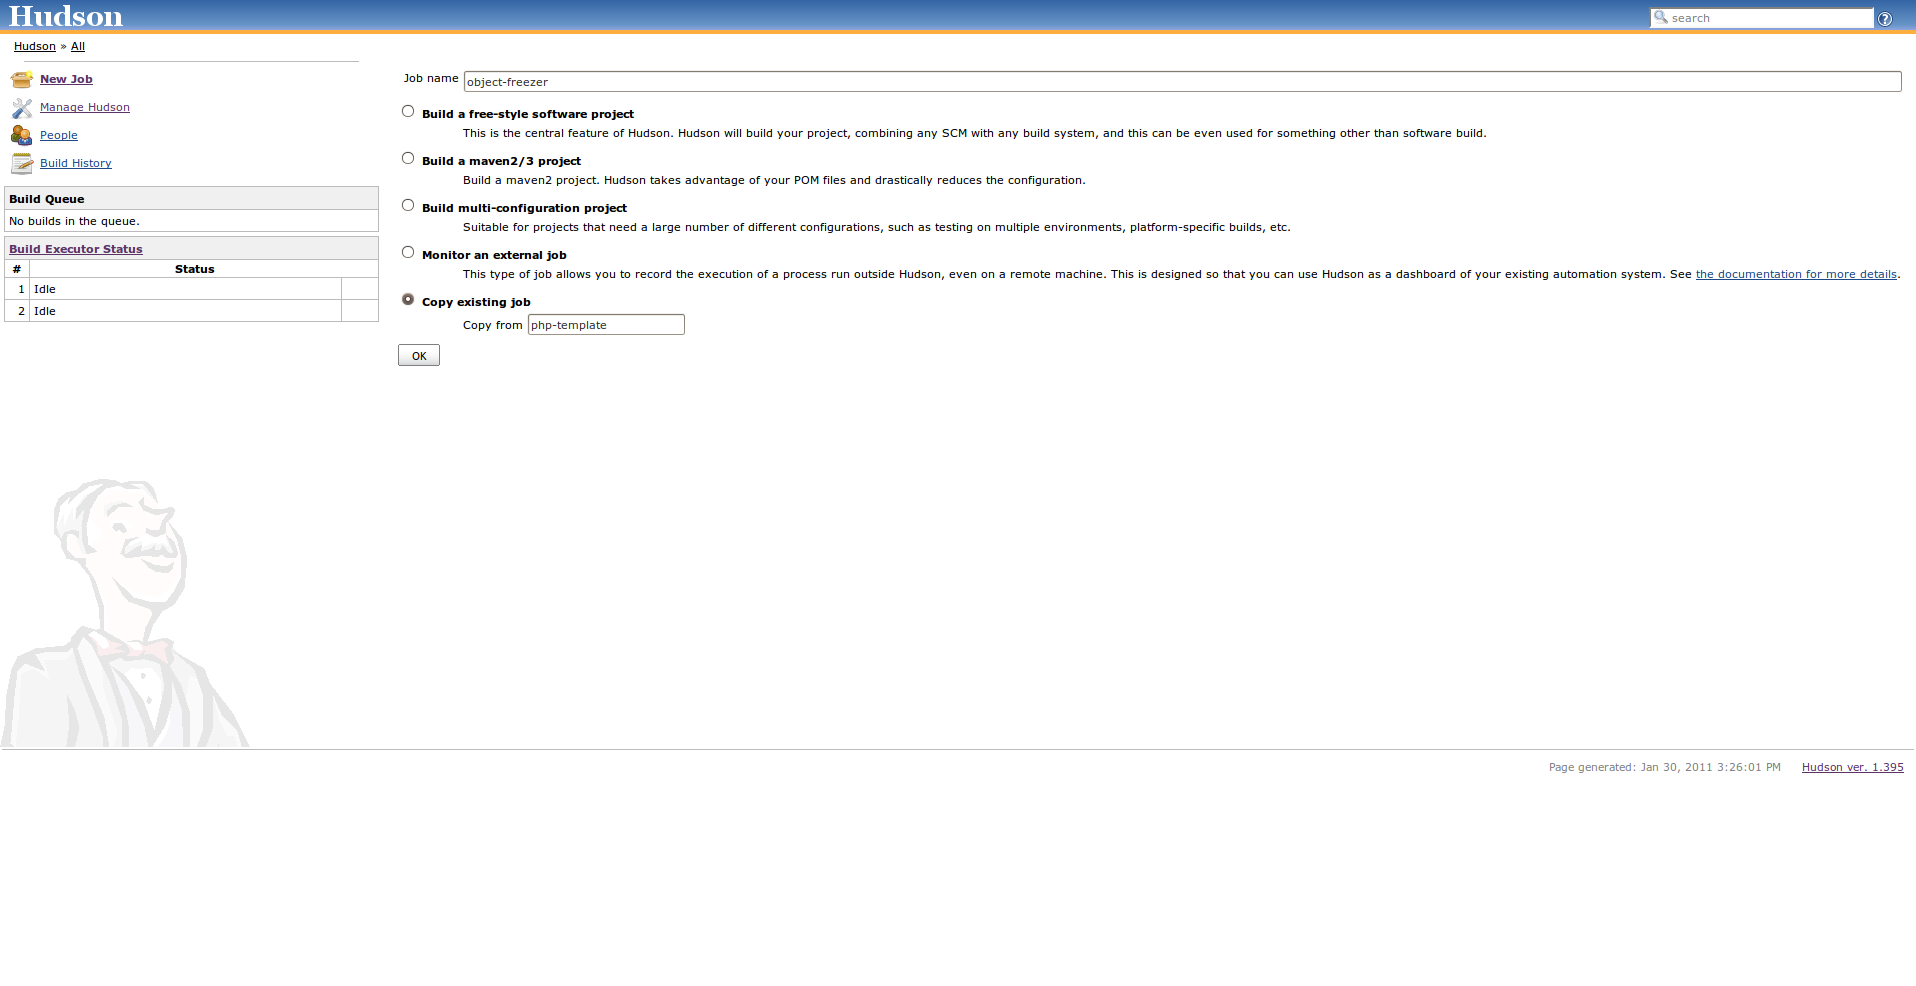 Hudson
search
Hudson » All
New Job
Manage Hudson
People
Build History
Build Queue
No builds in the queue.
Build Executor Status
# Status
1 Idle
2 Idle
Job name object-freezer
Build a free-style software project
This is the central feature of Hudson. Hudson will build your project, combining any SCM with any build system, and this can be even used for something other than software build.
Build a maven2/3 project
Build a maven2 project. Hudson takes advantage of your POM files and drastically reduces the configuration.
Build multi-configuration project
Suitable for projects that need a large number of different configurations, such as testing on multiple environments, platform-specific builds, etc.
Monitor an external job
This type of job allows you to record the execution of a process run outside Hudson, even on a remote machine. This is designed so that you can use Hudson as a dashboard of your existing automation system. See the documentation for more details.
Copy existing job
Copy from php-template
OK
Page generated: Jan 30, 2011 3:26:01 PM Hudson ver. 1.395